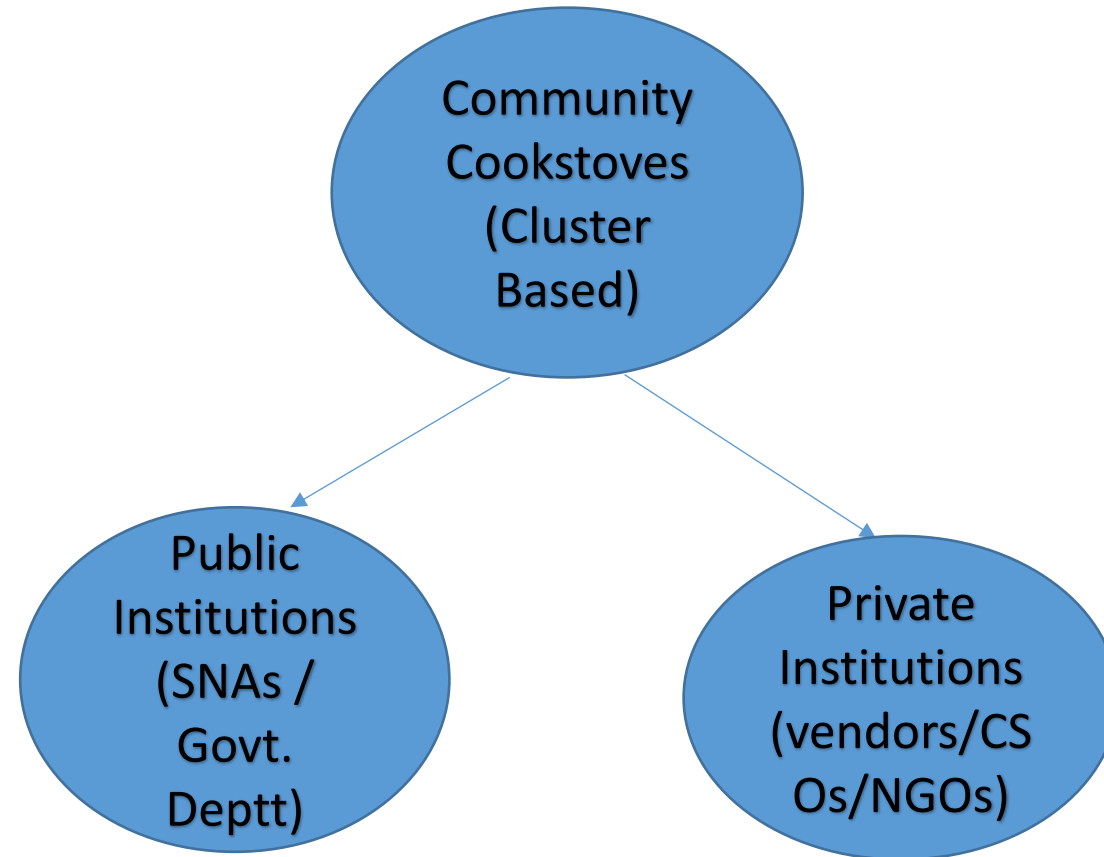 Community
Cookstoves
(Cluster
Based)
Public
Institutions
(SNAs /
Govt.
Deptt)
Private
Institutions
(vendors/CS
Os/NGOs)